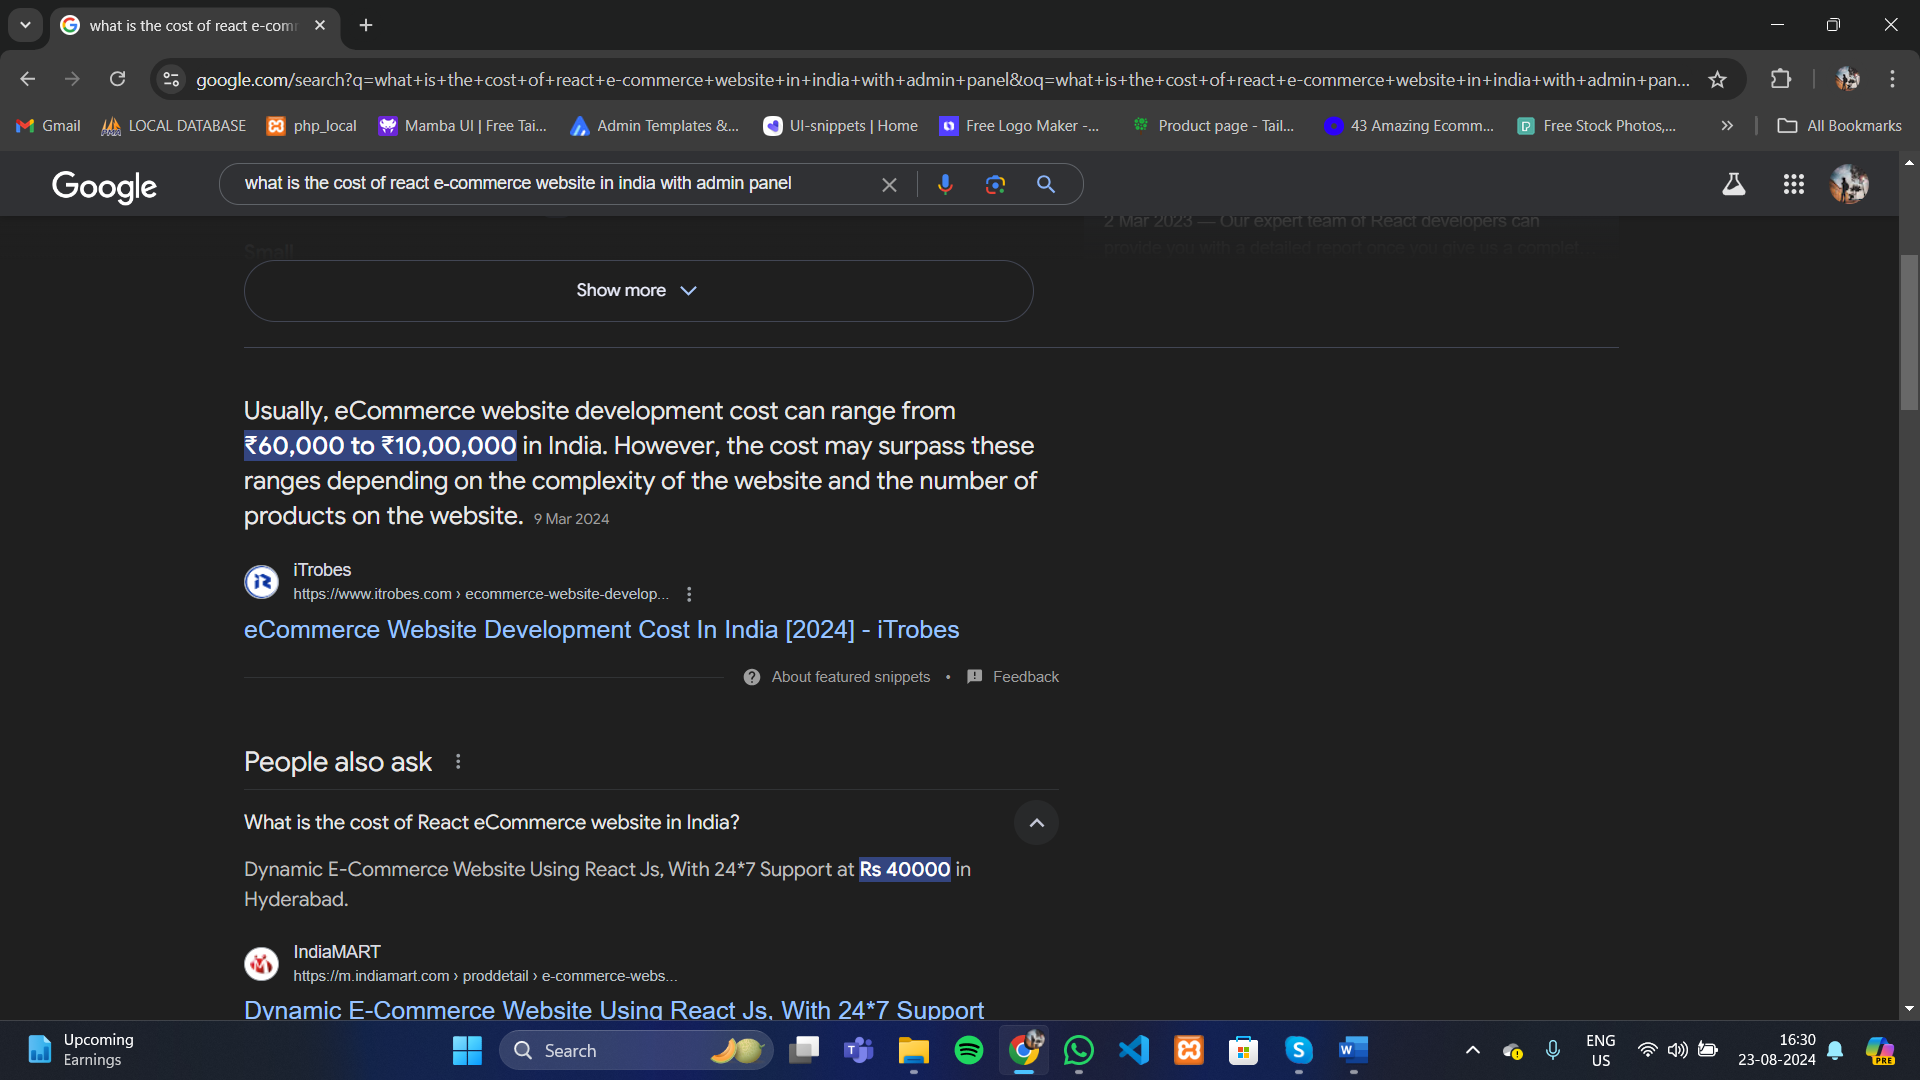 what is the cost of react e-comm
google.com/search?q=what+is+the+cost+of+react+e-commerce+website+in+india+with+admin+panel&oq=what+is+the+cost+of+react+e-commerce+website+in+india+with+admin+pan...
Gmail
LOCAL DATABASE
php_local
Mamba UI | Free Tai...
Admin Templates &...
UI-snippets | Home
Free Logo Maker -...
Product page - Tail...
43 Amazing Ecomm...
Free Stock Photos,...
All Bookmarks
Google
what is the cost of react e-commerce website in india with admin panel
2 Mar 2023 — Our expert team of React developers can
provide you with a detailed report once you give us a complet
Small
Show more
Usually, eCommerce website development cost can range from
₹60,000 to ₹10,00,000 in India. However, the cost may surpass these
ranges depending on the complexity of the website and the number of
products on the website. 9 Mar 2024
iTrobes
https://www.itrobes.com › ecommerce-website-develop...
eCommerce Website Development Cost In India [2024] - iTrobes
About featured snippets • Feedback
People also ask
What is the cost of React eCommerce website in India?
Dynamic E-Commerce Website Using React Js, With 24*7 Support at Rs 40000 in
Hyderabad.
IndiaMART
https://m.indiamart.com › proddetail › e-commerce-webs...
Dynamic E-Commerce Website Using React Js, With 24*7 Support
Upcoming
Earnings
Search
ENG
US
16:30
23-08-2024
PRE